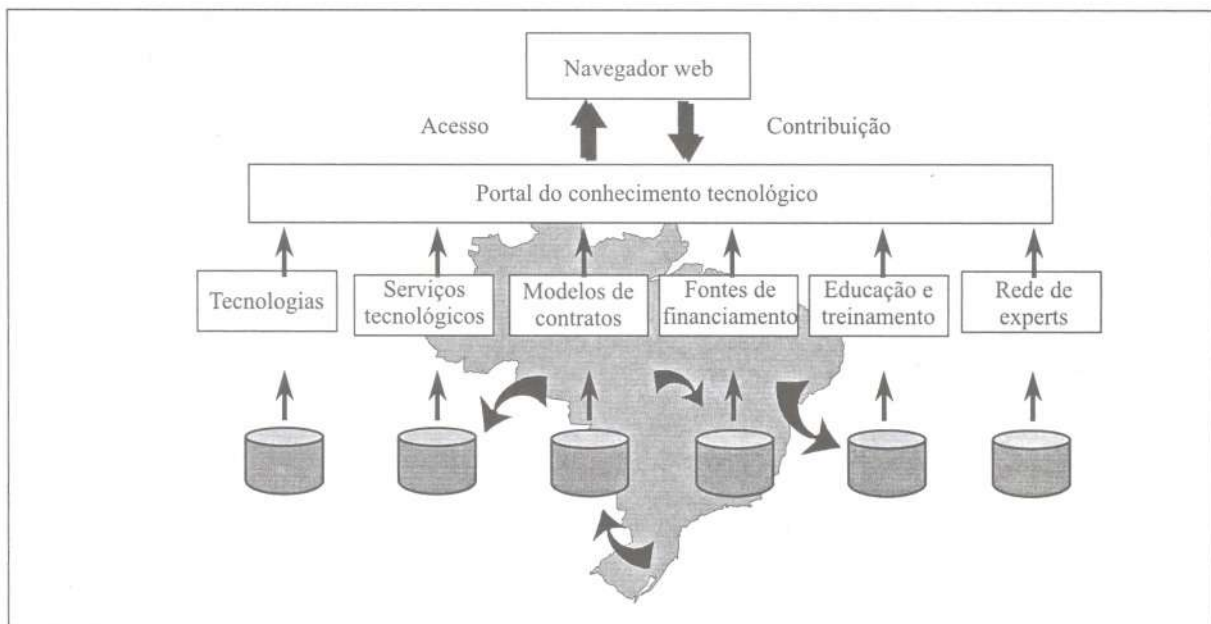 Navegador web
Acesso
Contribuição
Portal do conhecimento tecnológico
Tecnologias
Serviços
tecnológicos
Modelos de
contratos
Fontes de
financiamento
Educação e
treinamento
Rede de
experts